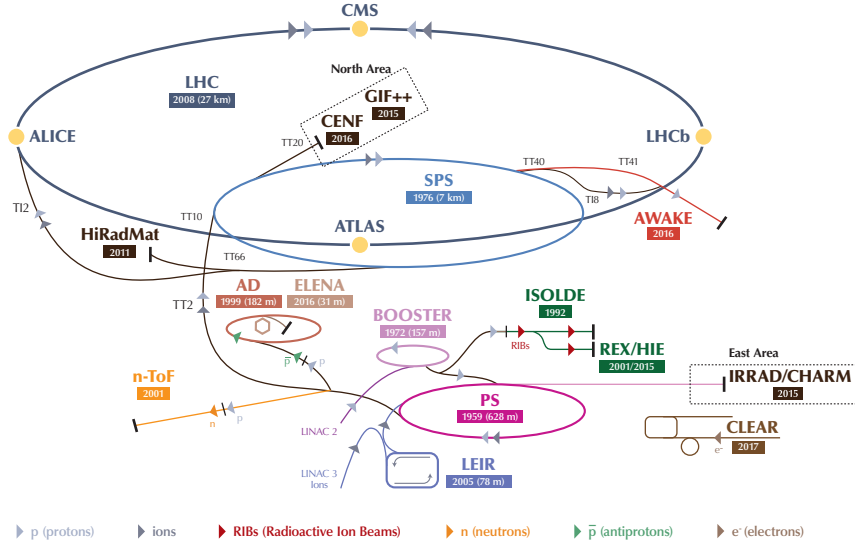 CMS
North Area
LHC
2008 (27 km)
GIF++
2015
CENF
2016
TT20
ALICE
LHCb
TT40
TT41
SPS
1976 (7 km)
TI8
TI2
TT10
AWAKE
2016
HiRadMat
2011
ATLAS
TT66
AD
1999 (182 m)
ELENA
2016 (31 m)
ISOLDE
1992
TT2
BOOSTER
1972 (157 m)
RIBs
REX/HIE
2001/2015
East Area
p̅
p
n-ToF
2001
IRRAD/CHARM
2015
PS
1959 (628 m)
n
p
LINAC 2
CLEAR
2017
e-
LINAC 3
Ions
LEIR
2005 (78 m)
p (protons)
ions
RIBs (Radioactive Ion Beams)
n (neutrons)
p̅ (antiprotons)
e- (electrons)